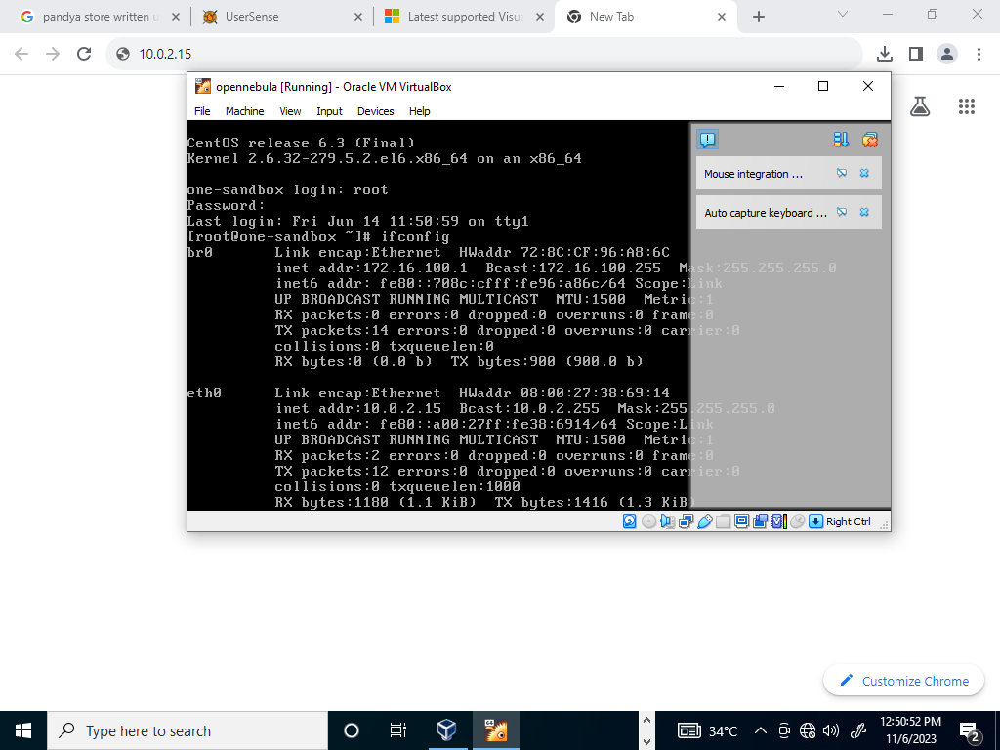 pandya store written u
UserSense
Latest supported Visu
New Tab
10.0.2.15
opennebula [Running] - Oracle VM VirtualBox
File Machine View Input Devices Help
CentOS release 6.3 (Final)
Kernel 2.6.32-279.5.2.el6.x86_64 on an x86_64
one-sandbox login: root
Password:
Last login: Fri Jun 14 11:50:59 on tty1
[root@one-sandbox ~]# ifconfig
br0 Link encap:Ethernet HWaddr 72:8C:CF:96:A8:6C
inet addr:172.16.100.1 Bcast:172.16.100.255 Mask:255.255.255.0
inet6 addr: fe80::708c:cfff:fe96:a86c/64 Scope:Link
UP BROADCAST RUNNING MULTICAST MTU:1500 Metric:1
RX packets:0 errors:0 dropped:0 overruns:0 frame:0
TX packets:14 errors:0 dropped:0 overruns:0 carrier:0
collisions:0 txqueuelen:0
RX bytes:0 (0.0 b) TX bytes:900 (900.0 b)
eth0 Link encap:Ethernet HWaddr 08:00:27:38:69:14
inet addr:10.0.2.15 Bcast:10.0.2.255 Mask:255.255.255.0
inet6 addr: fe80::a00:27ff:fe38:6914/64 Scope:Link
UP BROADCAST RUNNING MULTICAST MTU:1500 Metric:1
RX packets:2 errors:0 dropped:0 overruns:0 frame:0
TX packets:12 errors:0 dropped:0 overruns:0 carrier:0
collisions:0 txqueuelen:1000
RX bytes:1180 (1.1 KiB) TX bytes:1416 (1.3 KiB)
Mouse integration ...
Auto capture keyboard ...
Right Ctrl
Customize Chrome
Type here to search
34°C
12:50:52 PM
11/6/2023
2